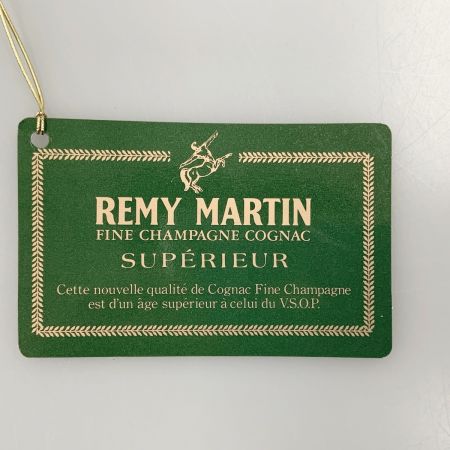 REMY MARTIN
FINE CHAMPAGNE COGNAC
SUPÉRIEUR
Cette nouvelle qualité de Cognac Fine Champagne
est d'un âge supérieur à celui du V.S.O.P.